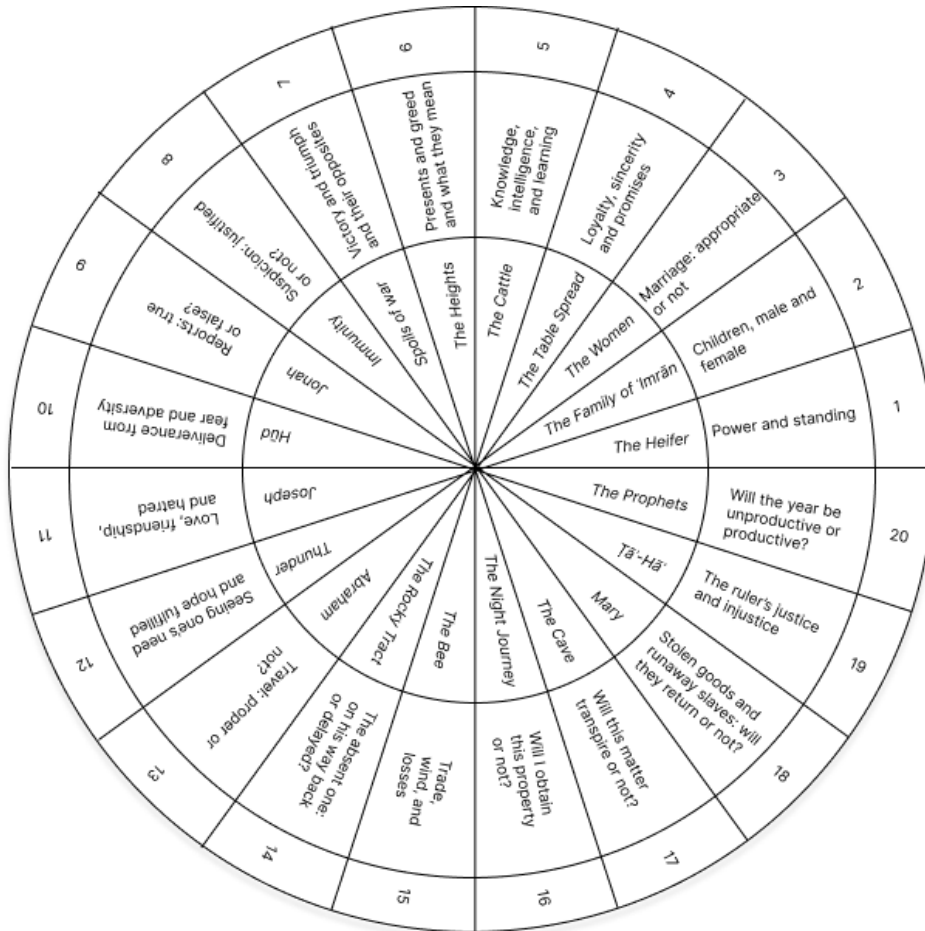 1
Power and standing
The Heifer
2
Children, male and
female
The Family of ʿImrān
3
Marriage: appropriate
or not
The Women
4
Loyalty, sincerity
and promises
The Table Spread
5
Knowledge,
intelligence,
and learning
The Cattle
6
Presents and greed
and what they mean
The Heights
7
Victory and triumph
and their opposites
Spoils of war
8
Suspicion: justified
or not?
Immunity
9
Reports: true
or false?
Jonah
10
Deliverance from
fear and adversity
Hūd
11
Love, friendship,
and hatred
Joseph
12
Seeing one's need
and hope fulfilled
Thunder
13
Travel: proper or
not?
Abraham
14
The absent one:
on his way back
or delayed?
The Rocky Tract
15
Trade,
wind, and
losses
The Bee
16
Will I obtain
this property
or not?
The Night Journey
17
Will this matter
transpire or not?
The Cave
18
Stolen goods and
runaway slaves: will
they return or not?
Mary
19
The ruler's justice
and injustice
Ṭāʾ-Hāʾ
20
Will the year be
unproductive or
productive?
The Prophets